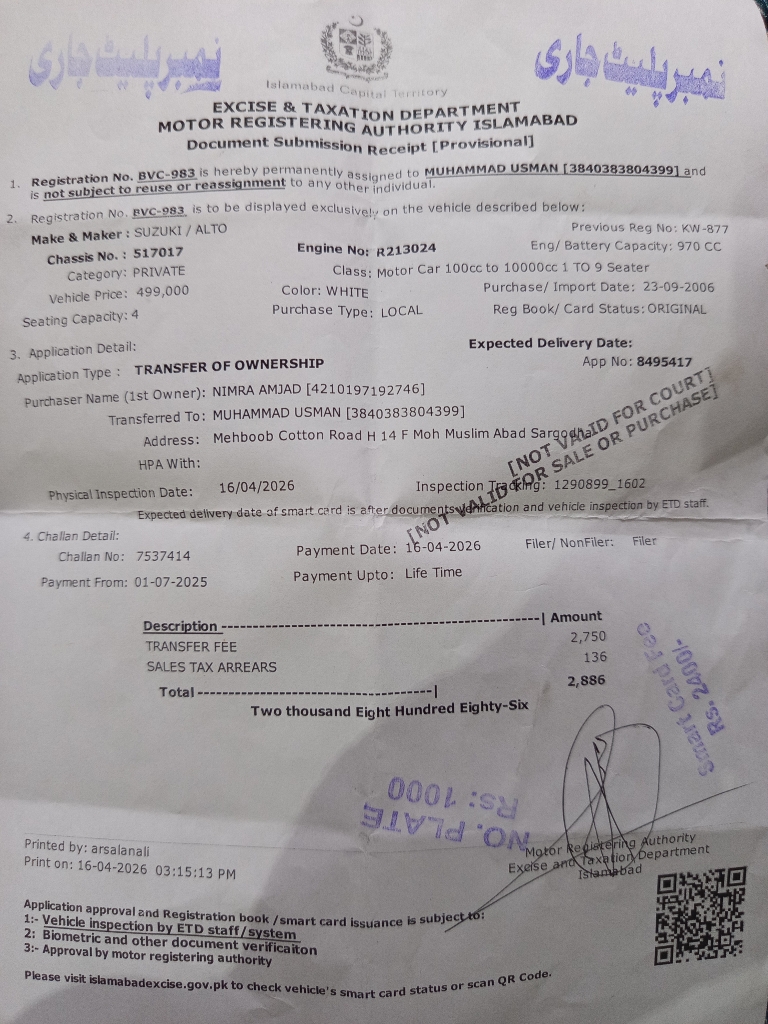 نمبر پلیٹ جاری
نمبر پلیٹ جاری
Islamabad Capital Territory
EXCISE & TAXATION DEPARTMENT
MOTOR REGISTERING AUTHORITY ISLAMABAD
Document Submission Receipt [Provisional]
1. Registration No. BVC-983 is hereby permanently assigned to MUHAMMAD USMAN [3840383804399] and
is not subject to reuse or reassignment to any other individual.
2. Registration No. BVC-983 is to be displayed exclusively on the vehicle described below:
Make & Maker : SUZUKI / ALTO Previous Reg No: KW-877
Chassis No. : 517017 Engine No: R213024 Eng/ Battery Capacity: 970 CC
Category: PRIVATE Class: Motor Car 100cc to 10000cc 1 TO 9 Seater
Vehicle Price: 499,000 Color: WHITE Purchase/ Import Date: 23-09-2006
Seating Capacity: 4 Purchase Type: LOCAL Reg Book/ Card Status: ORIGINAL
3. Application Detail: Expected Delivery Date:
Application Type : TRANSFER OF OWNERSHIP App No: 8495417
Purchaser Name (1st Owner): NIMRA AMJAD [4210197192746]
Transferred To: MUHAMMAD USMAN [3840383804399]
Address: Mehboob Cotton Road H 14 F Moh Muslim Abad Sargodha
HPA With:
[NOT VALID FOR COURT]
[NOT VALID FOR SALE OR PURCHASE]
Physical Inspection Date: 16/04/2026 Inspection Tracking: 1290899_1602
Expected delivery date of smart card is after documents verification and vehicle inspection by ETD staff.
4. Challan Detail:
Challan No: 7537414 Payment Date: 16-04-2026 Filer/ NonFiler: Filer
Payment From: 01-07-2025 Payment Upto: Life Time
Description ---------------------------------------------------| Amount
TRANSFER FEE 2,750
SALES TAX ARREARS 136
Total -------------------------------------| 2,886
Two thousand Eight Hundred Eighty-Six
Smart Card Fee
Rs. 2400/-
NO. PLATE
Rs: 1000
Printed by: arsalanali
Print on: 16-04-2026 03:15:13 PM
Motor Registering Authority
Excise and Taxation Department
Islamabad
Application approval and Registration book /smart card issuance is subject to:
1:- Vehicle inspection by ETD staff/system
2: Biometric and other document verificaiton
3:- Approval by motor registering authority
Please visit islamabadexcise.gov.pk to check vehicle's smart card status or scan QR Code.